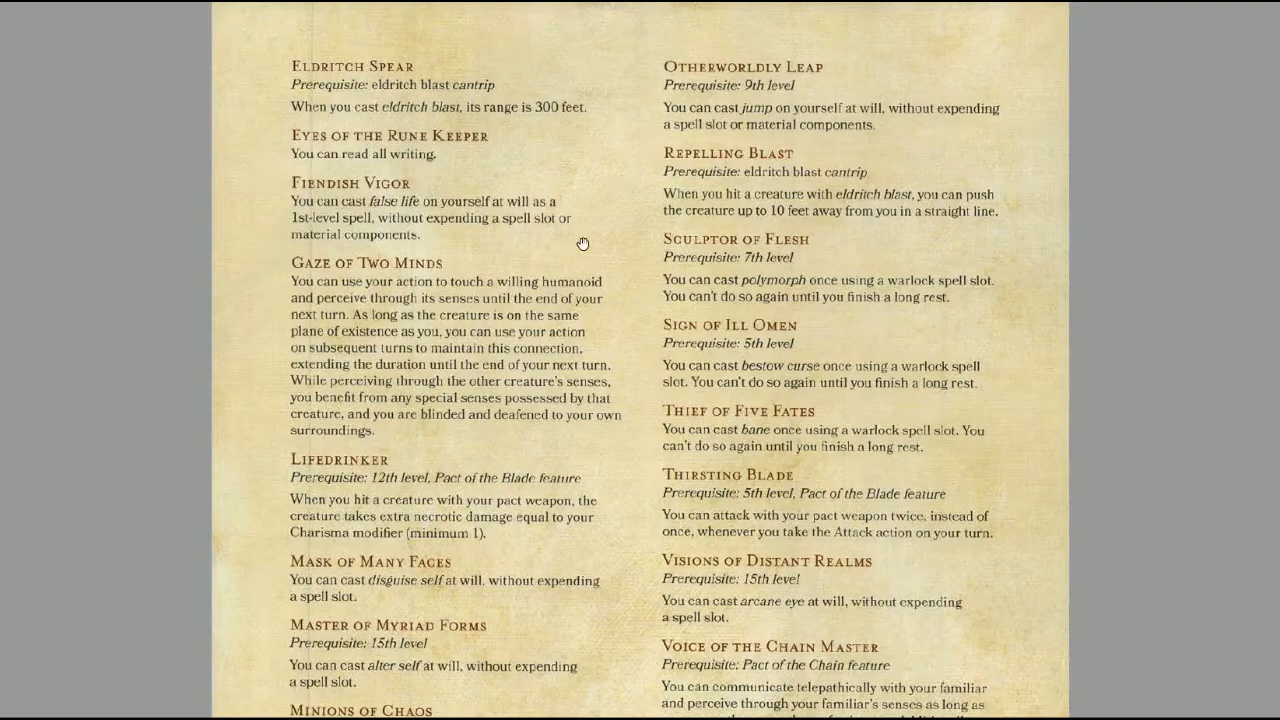 ELDRITCH SPEAR
Prerequisite: eldritch blast cantrip
When you cast eldritch blast, its range is 300 feet.
EYES OF THE RUNE KEEPER
You can read all writing.
FIENDISH VIGOR
You can cast false life on yourself at will as a
1st-level spell, without expending a spell slot or
material components.
GAZE OF TWO MINDS
You can use your action to touch a willing humanoid
and perceive through its senses until the end of your
next turn. As long as the creature is on the same
plane of existence as you, you can use your action
on subsequent turns to maintain this connection,
extending the duration until the end of your next turn.
While perceiving through the other creature's senses,
you benefit from any special senses possessed by that
creature, and you are blinded and deafened to your own
surroundings.
LIFEDRINKER
Prerequisite: 12th level, Pact of the Blade feature
When you hit a creature with your pact weapon, the
creature takes extra necrotic damage equal to your
Charisma modifier (minimum 1).
MASK OF MANY FACES
You can cast disguise self at will, without expending
a spell slot.
MASTER OF MYRIAD FORMS
Prerequisite: 15th level
You can cast alter self at will, without expending
a spell slot.
MINIONS OF CHAOS
OTHERWORLDLY LEAP
Prerequisite: 9th level
You can cast jump on yourself at will, without expending
a spell slot or material components.
REPELLING BLAST
Prerequisite: eldritch blast cantrip
When you hit a creature with eldritch blast, you can push
the creature up to 10 feet away from you in a straight line.
SCULPTOR OF FLESH
Prerequisite: 7th level
You can cast polymorph once using a warlock spell slot.
You can't do so again until you finish a long rest.
SIGN OF ILL OMEN
Prerequisite: 5th level
You can cast bestow curse once using a warlock spell
slot. You can't do so again until you finish a long rest.
THIEF OF FIVE FATES
You can cast bane once using a warlock spell slot. You
can't do so again until you finish a long rest.
THIRSTING BLADE
Prerequisite: 5th level, Pact of the Blade feature
You can attack with your pact weapon twice, instead of
once, whenever you take the Attack action on your turn.
VISIONS OF DISTANT REALMS
Prerequisite: 15th level
You can cast arcane eye at will, without expending
a spell slot.
VOICE OF THE CHAIN MASTER
Prerequisite: Pact of the Chain feature
You can communicate telepathically with your familiar
and perceive through your familiar's senses as long as